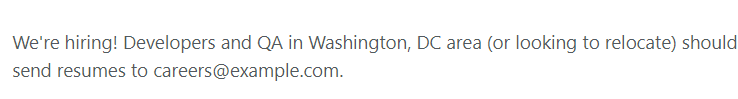 We're hiring! Developers and QA in Washington, DC area (or looking to relocate) should
send resumes to careers@example.com.